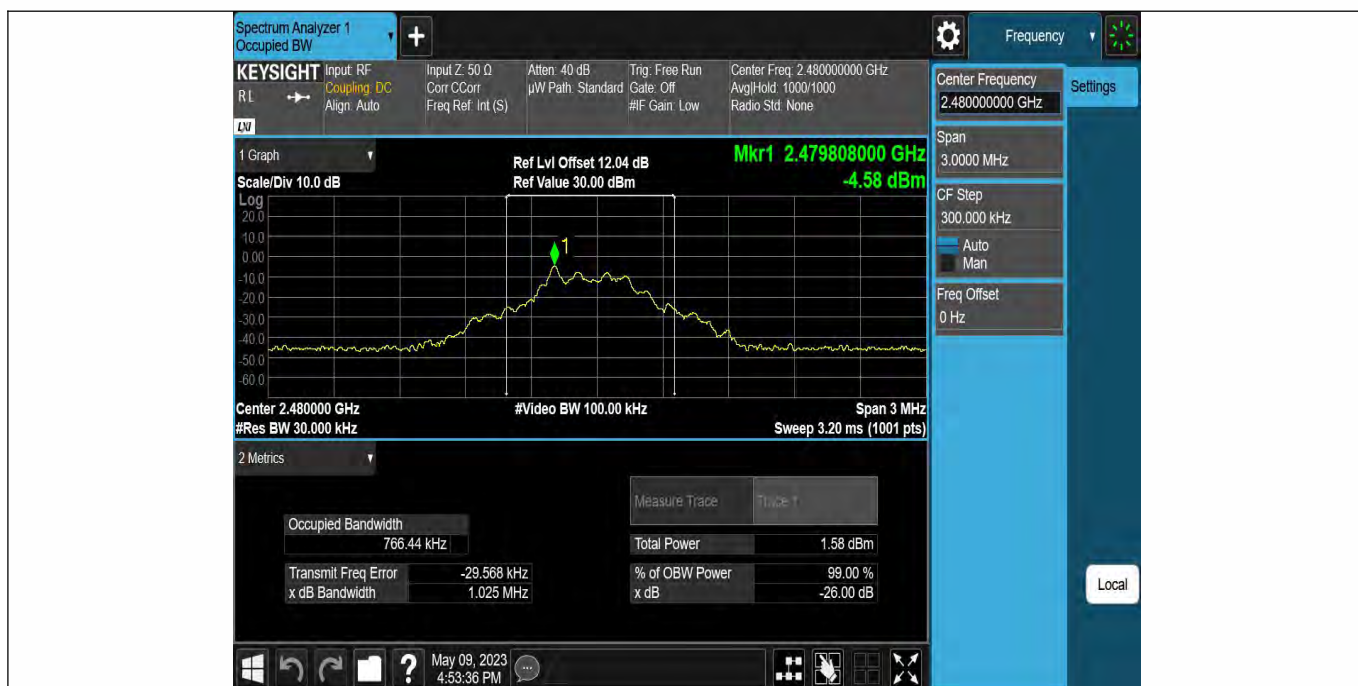 Spectrum Analyzer 1
Occupied BW
+
Frequency
KEYSIGHT
R L
LXI
Input: RF
Coupling: DC
Align: Auto
Input Z: 50 Ω
Corr CCorr
Freq Ref: Int (S)
Atten: 40 dB
µW Path: Standard
Trig: Free Run
Gate: Off
#IF Gain: Low
Center Freq: 2.480000000 GHz
Avg|Hold: 1000/1000
Radio Std: None
Center Frequency
2.480000000 GHz
Settings
Span
3.0000 MHz
CF Step
300.000 kHz
Auto
Man
Freq Offset
0 Hz
1 Graph
Scale/Div 10.0 dB
Ref Lvl Offset 12.04 dB
Ref Value 30.00 dBm
Mkr1 2.479808000 GHz
-4.58 dBm
Log
20.0
10.0
0.00
-10.0
-20.0
-30.0
-40.0
-50.0
-60.0
1
Center 2.480000 GHz
#Video BW 100.00 kHz
Span 3 MHz
#Res BW 30.000 kHz
Sweep 3.20 ms (1001 pts)
2 Metrics
Measure Trace
Trace 1
Occupied Bandwidth
766.44 kHz
Total Power 1.58 dBm
Transmit Freq Error -29.568 kHz
% of OBW Power 99.00 %
x dB Bandwidth 1.025 MHz
x dB -26.00 dB
Local
?
May 09, 2023
4:53:36 PM